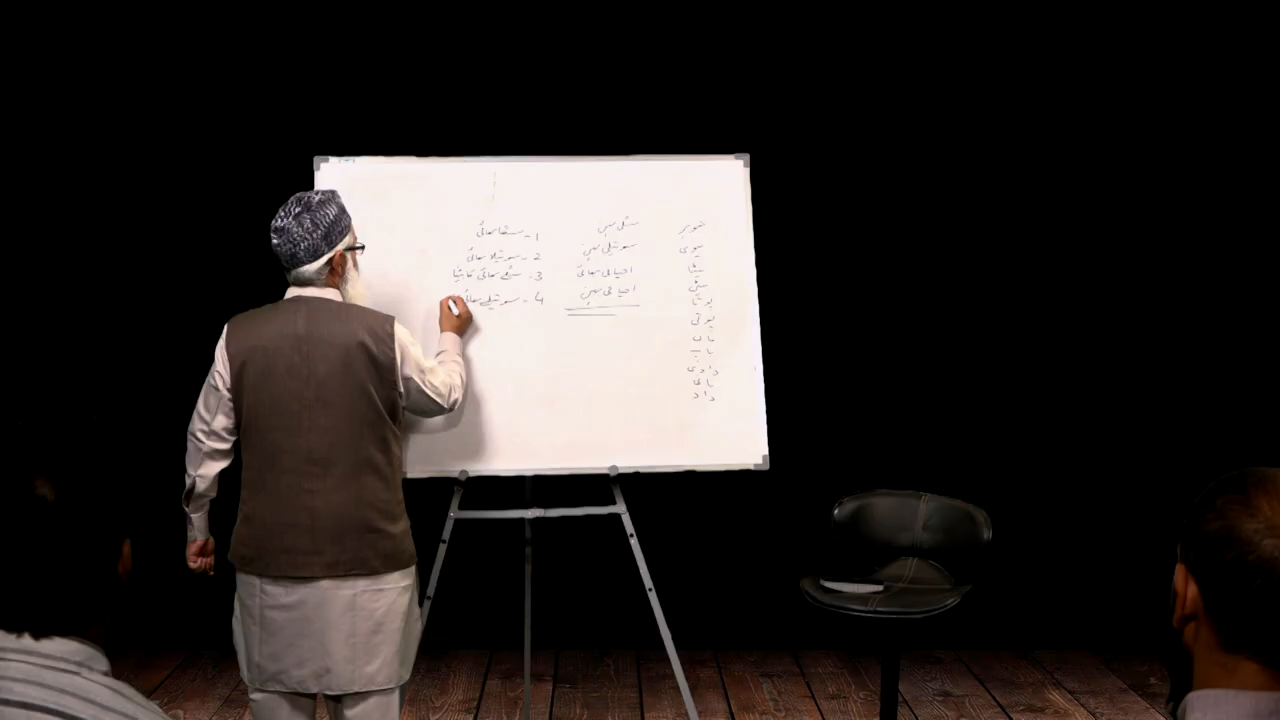 شوہر
بیوی
بیٹا
بیٹی
پوتا
پوتی
ماں
باپ
دادی
نانی
دادا
سگی بہن
سوتیلی بہن
اخیافی بھائی
اخیافی بہن
1- سگا بھائی
2- سوتیلا بھائی
3- سگے بھائی کا بیٹا
4- سوتیلے بھائی